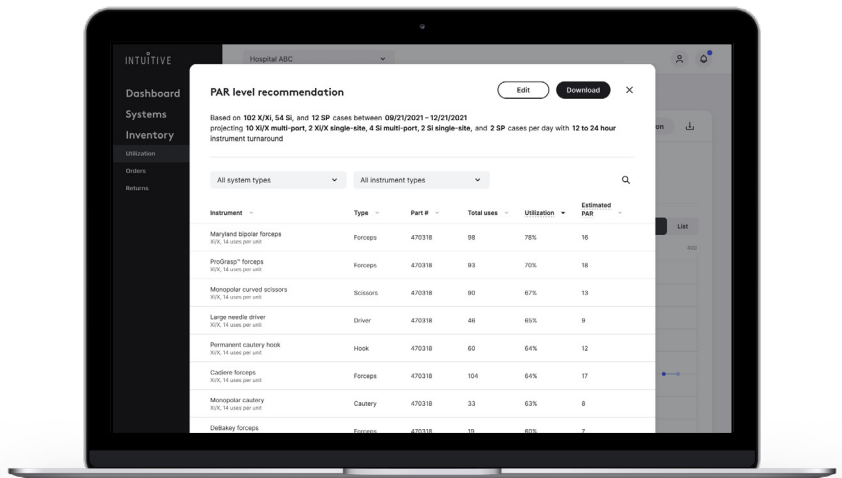 INTUITIVE
Hospital ABC
Dashboard
Systems
Inventory
Utilization
Orders
Returns
PAR level recommendation
Edit
Download
Based on 102 X/Xi, 54 Si, and 12 SP cases between 09/21/2021 – 12/21/2021
projecting 10 Xi/X multi-port, 2 Xi/X single-site, 4 Si multi-port, 2 Si single-site, and 2 SP cases per day with 12 to 24 hour
instrument turnaround
All system types
All instrument types
Instrument Type Part # Total uses Utilization Estimated PAR
Maryland bipolar forceps
Xi/X, 14 uses per unit
Forceps 470318 98 78% 16
ProGrasp™ forceps
Xi/X, 14 uses per unit
Forceps 470318 93 70% 18
Monopolar curved scissors
Xi/X, 14 uses per unit
Scissors 470318 90 67% 13
Large needle driver
Xi/X, 14 uses per unit
Driver 470318 46 65% 9
Permanent cautery hook
Xi/X, 14 uses per unit
Hook 470318 60 64% 12
Cadiere forceps
Xi/X, 14 uses per unit
Forceps 470318 104 64% 17
Monopolar cautery
Xi/X, 14 uses per unit
Cautery 470318 33 63% 8
DeBakey forceps
Forceps 470318 19 60% 7
on
List